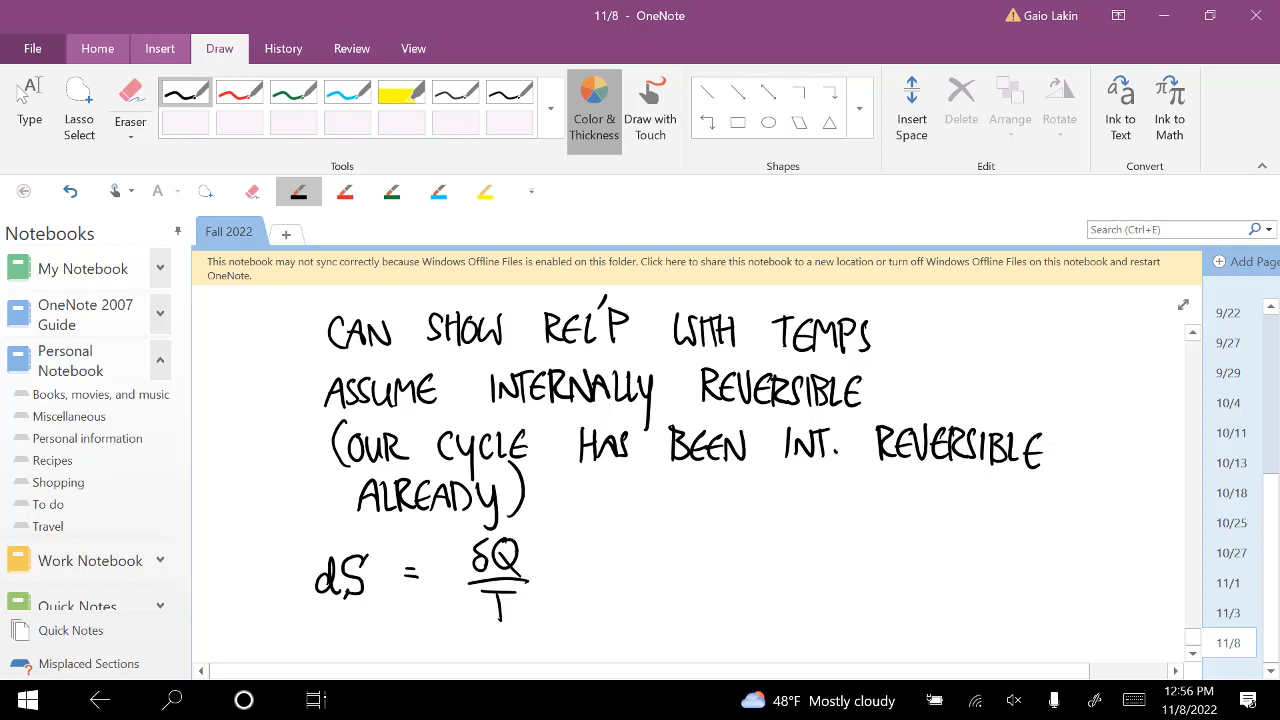 11/8 - OneNote
Gaio Lakin
File
Home
Insert
Draw
History
Review
View
Type
Lasso Select
Eraser
Color & Thickness
Draw with Touch
Insert Space
Delete
Arrange
Rotate
Ink to Text
Ink to Math
Tools
Shapes
Edit
Convert
Notebooks
Fall 2022
Search (Ctrl+E)
This notebook may not sync correctly because Windows Offline Files is enabled on this folder. Click here to share this notebook to a new location or turn off Windows Offline Files on this notebook and restart
OneNote.
Add Page
My Notebook
OneNote 2007
Guide
Personal
Notebook
Books, movies, and music
Miscellaneous
Personal information
Recipes
Shopping
To do
Travel
Work Notebook
Quick Notes
Quick Notes
Misplaced Sections
CAN SHOW REL'P WITH TEMPS
ASSUME INTERNALLY REVERSIBLE
(OUR CYCLE HAS BEEN INT. REVERSIBLE
ALREADY)
dS = δQ/T
9/22
9/27
9/29
10/4
10/11
10/13
10/18
10/25
10/27
11/1
11/3
11/8
48°F Mostly cloudy
12:56 PM
11/8/2022